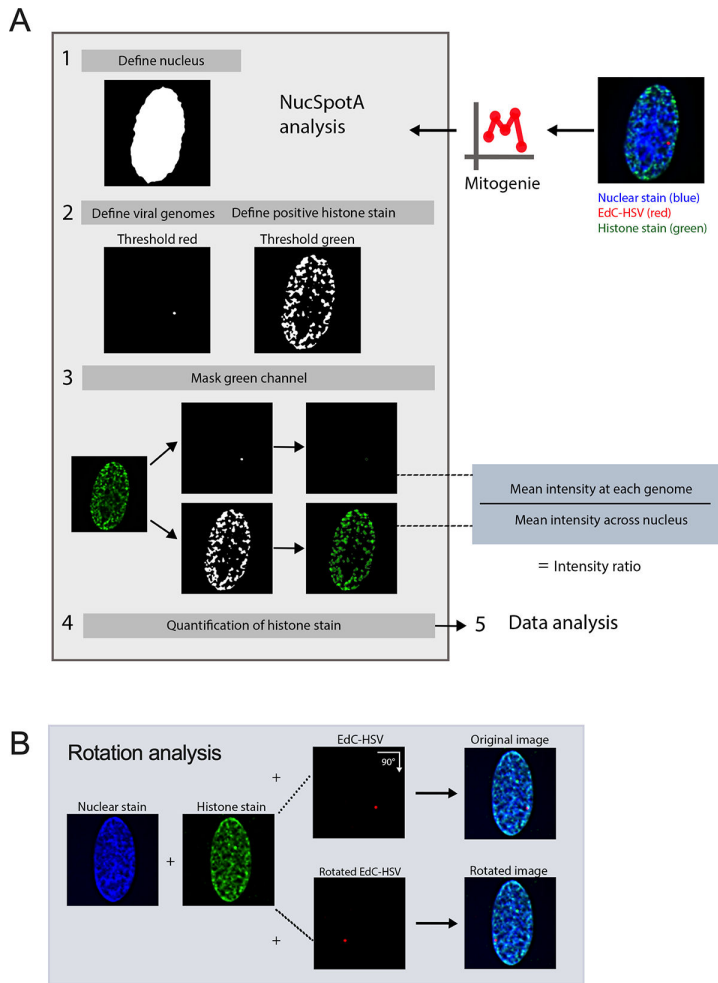 A
1
Define nucleus
NucSpotA
analysis
Mitogenie
Nuclear stain (blue)
EdC-HSV (red)
Histone stain (green)
2
Define viral genomes
Define positive histone stain
Threshold red
Threshold green
3
Mask green channel
Mean intensity at each genome
Mean intensity across nucleus
= Intensity ratio
4
Quantification of histone stain
5
Data analysis
B
Rotation analysis
Nuclear stain
+
Histone stain
+
EdC-HSV
90°
Original image
+
Rotated EdC-HSV
Rotated image